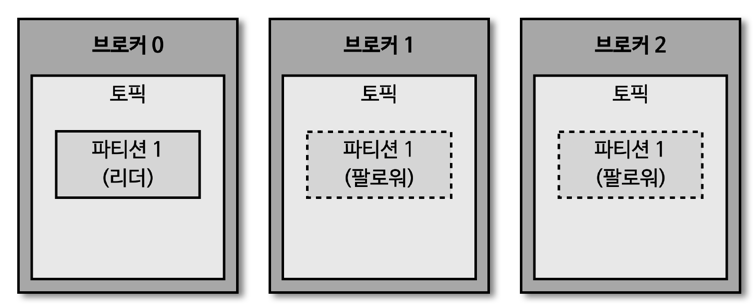 브로커 0
토픽
파티션 1
(리더)
브로커 1
토픽
파티션 1
(팔로워)
브로커 2
토픽
파티션 1
(팔로워)